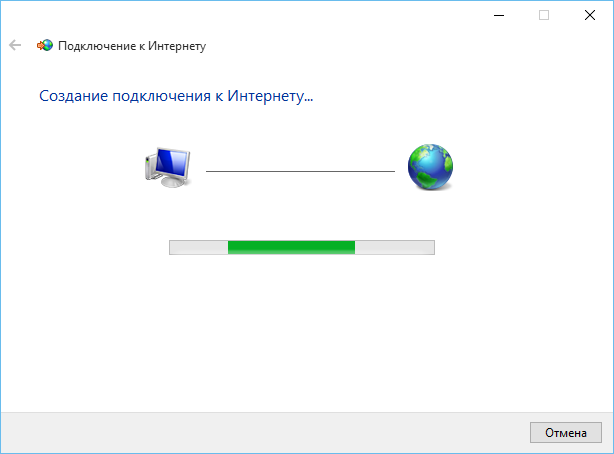 Подключение к Интернету
Создание подключения к Интернету...
Отмена